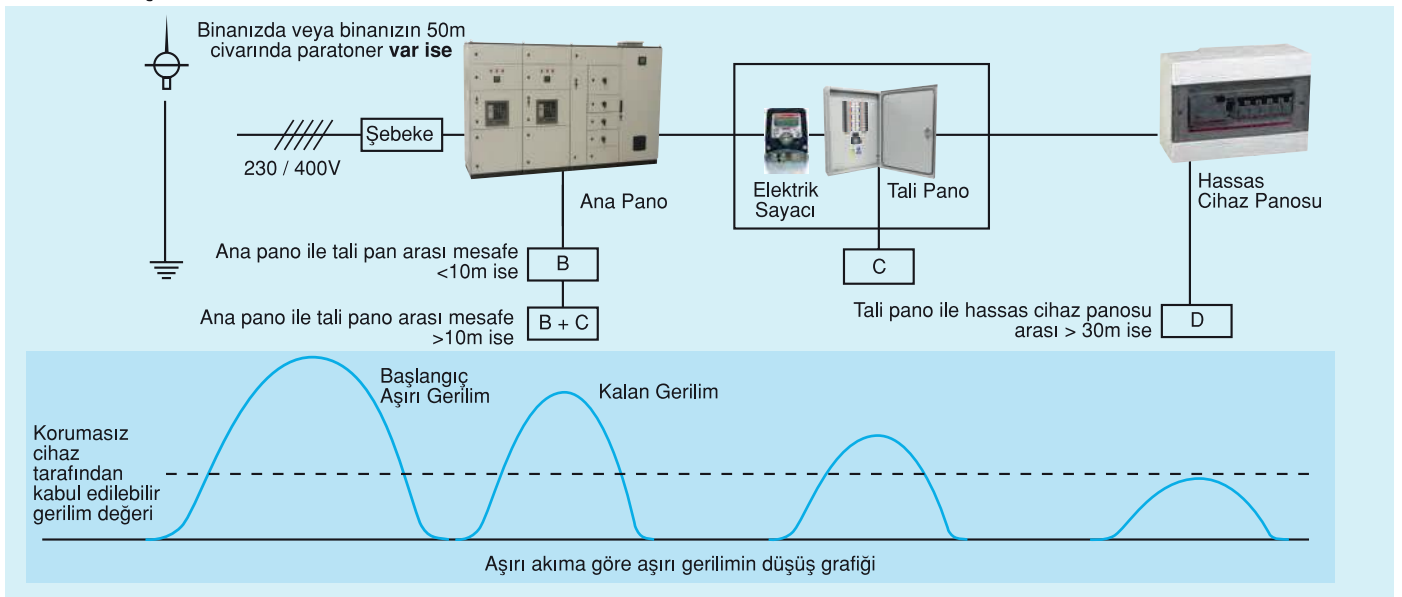 Binanızda veya binanızın 50m
civarında paratoner var ise
Şebeke
230 / 400V
Ana Pano
Elektrik
Sayacı
Tali Pano
Hassas
Cihaz Panosu
Ana pano ile tali pan arası mesafe
<10m ise
B
C
Ana pano ile tali pano arası mesafe
>10m ise
B + C
Tali pano ile hassas cihaz panosu
arası > 30m ise
D
Başlangıç
Aşırı Gerilim
Kalan Gerilim
Korumasız
cihaz
tarafından
kabul edilebilir
gerilim değeri
Aşırı akıma göre aşırı gerilimin düşüş grafiği